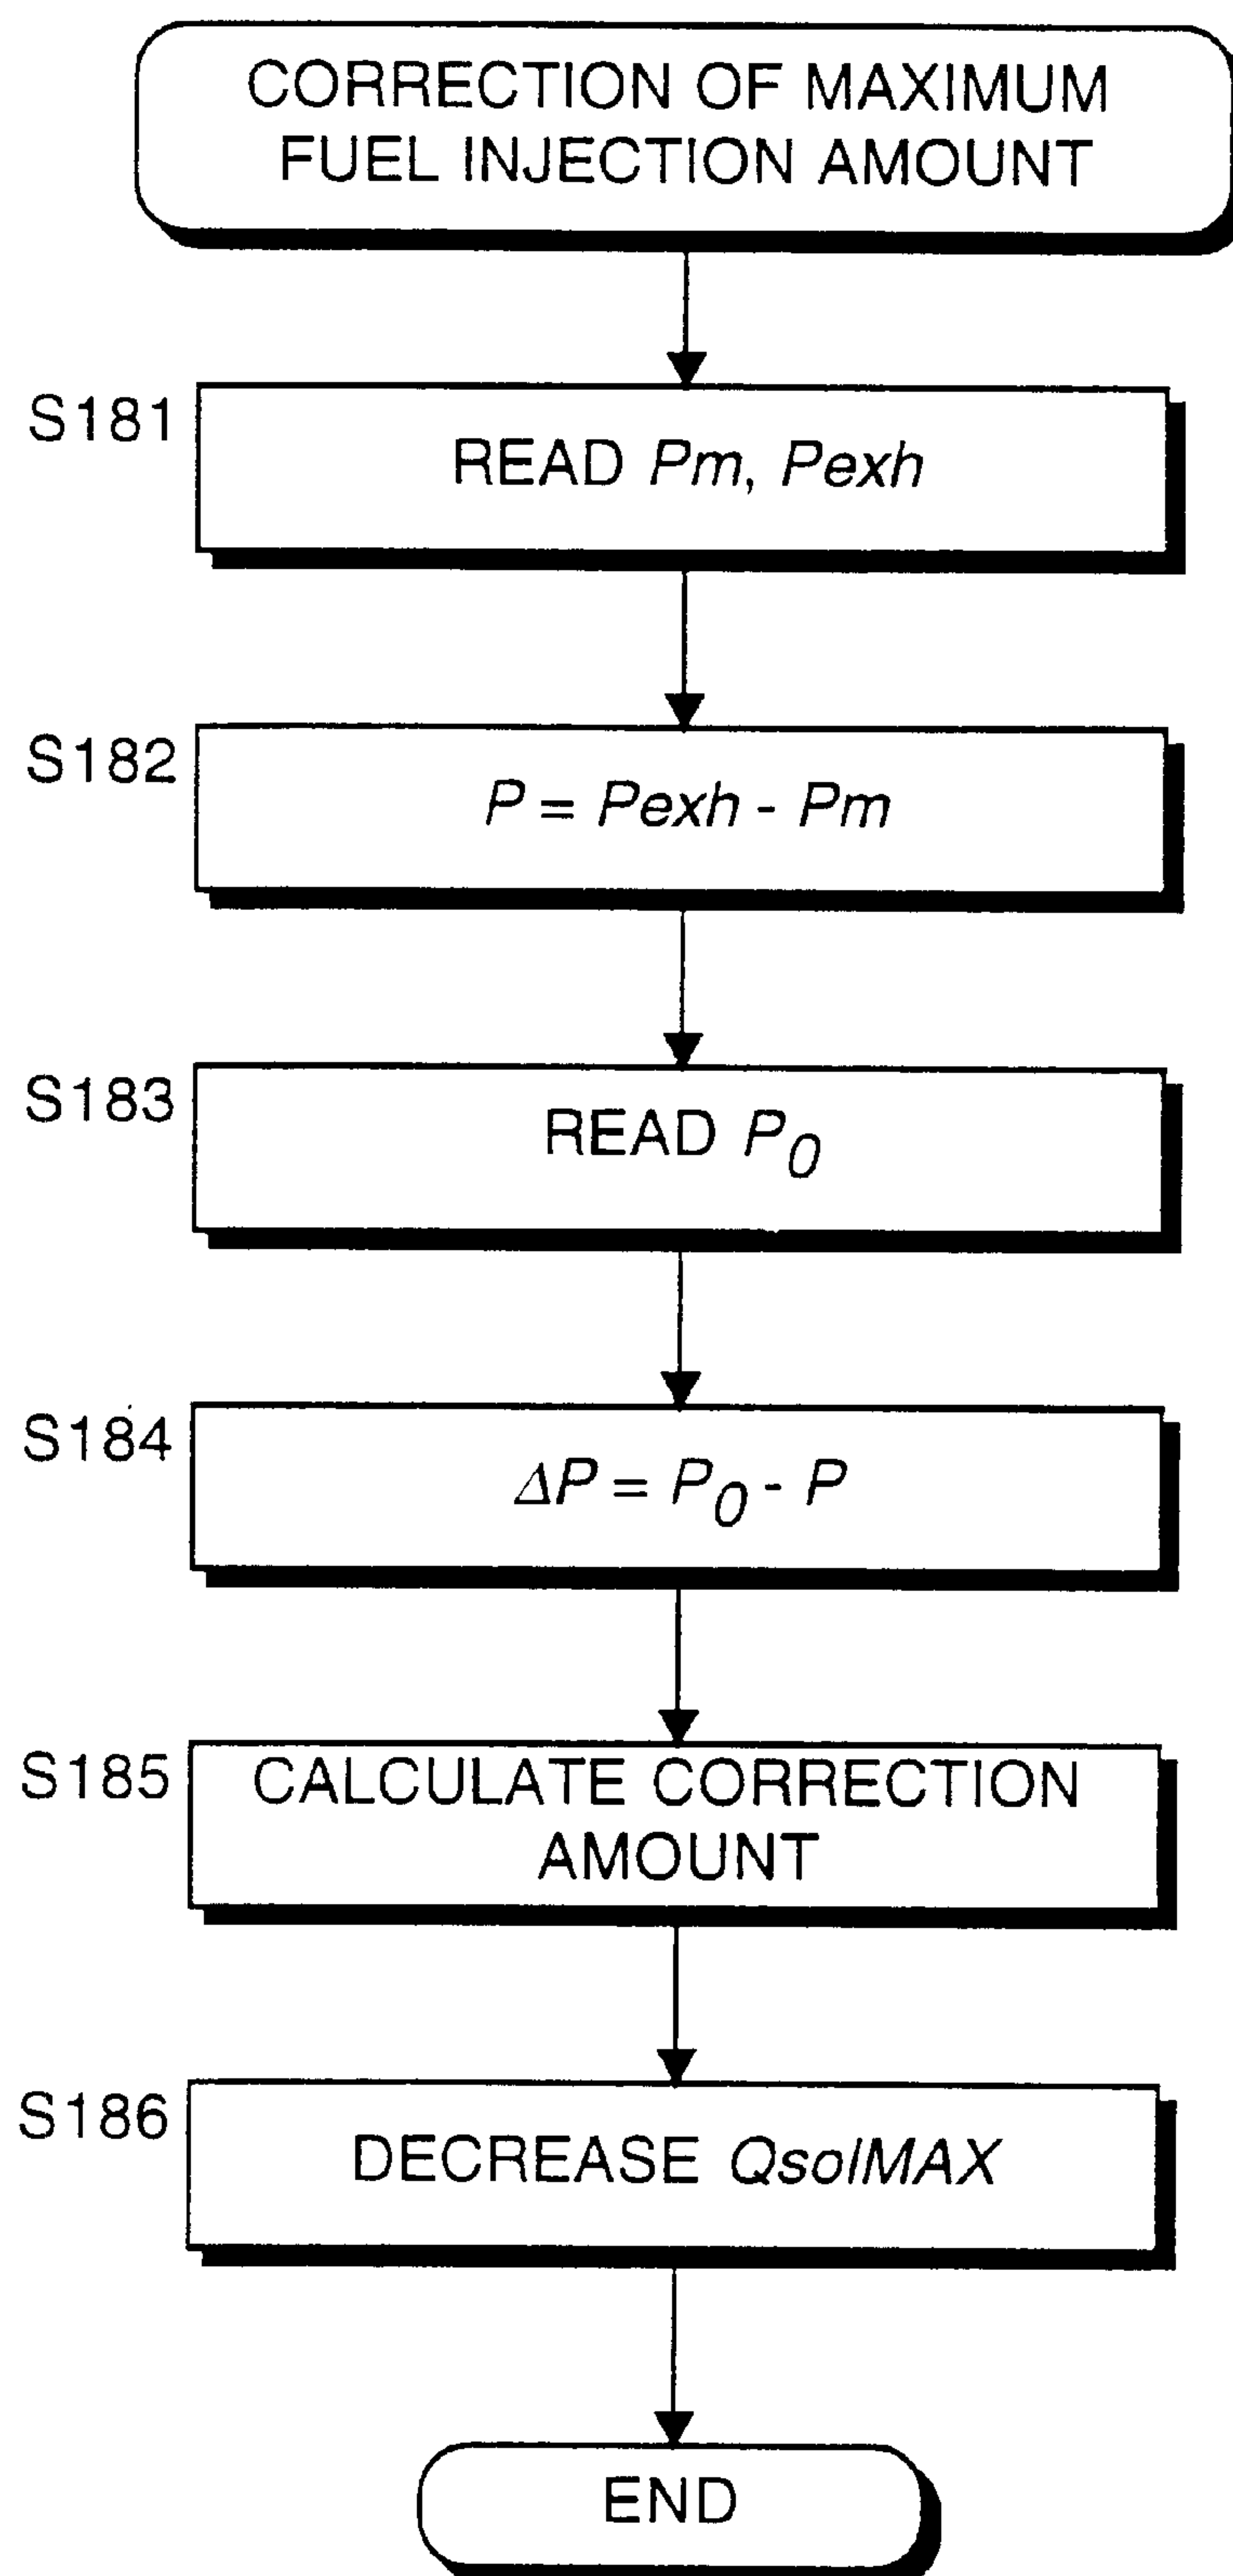 CORRECTION OF MAXIMUM
FUEL INJECTION AMOUNT
S181
READ Pm, Pexh
S182
P = Pexh - Pm
S183
READ P₀
S184
ΔP = P₀ - P
S185
CALCULATE CORRECTION
AMOUNT
S186
DECREASE QsolMAX
END